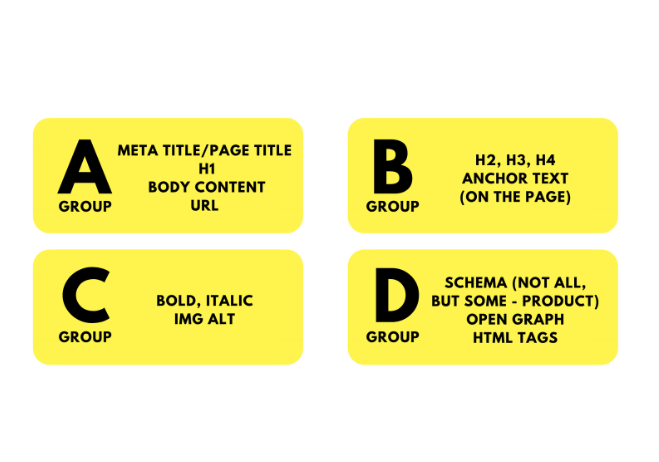 A
GROUP
META TITLE/PAGE TITLE
H1
BODY CONTENT
URL
B
GROUP
H2, H3, H4
ANCHOR TEXT
(ON THE PAGE)
C
GROUP
BOLD, ITALIC
IMG ALT
D
GROUP
SCHEMA (NOT ALL,
BUT SOME - PRODUCT)
OPEN GRAPH
HTML TAGS